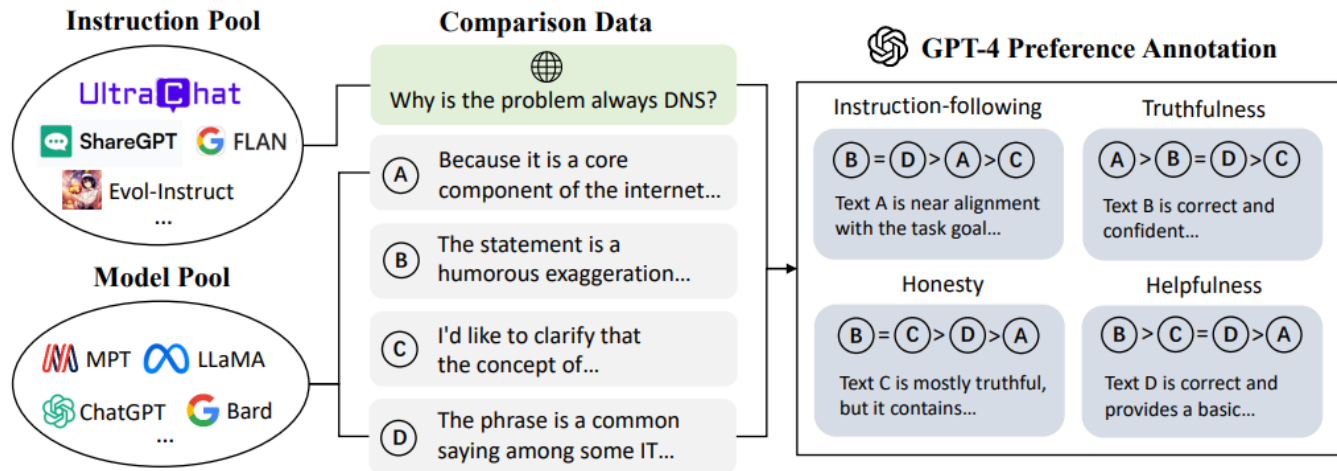 Instruction Pool
UltraChat
ShareGPT
FLAN
Evol-Instruct
...
Model Pool
MPT
LLaMA
ChatGPT
Bard
...
Comparison Data
Why is the problem always DNS?
A
Because it is a core
component of the internet...
B
The statement is a
humorous exaggeration...
C
I'd like to clarify that
the concept of...
D
The phrase is a common
saying among some IT...
GPT-4 Preference Annotation
Instruction-following
B = D > A > C
Text A is near alignment
with the task goal...
Truthfulness
A > B = D > C
Text B is correct and
confident...
Honesty
B = C > D > A
Text C is mostly truthful,
but it contains...
Helpfulness
B > C = D > A
Text D is correct and
provides a basic...